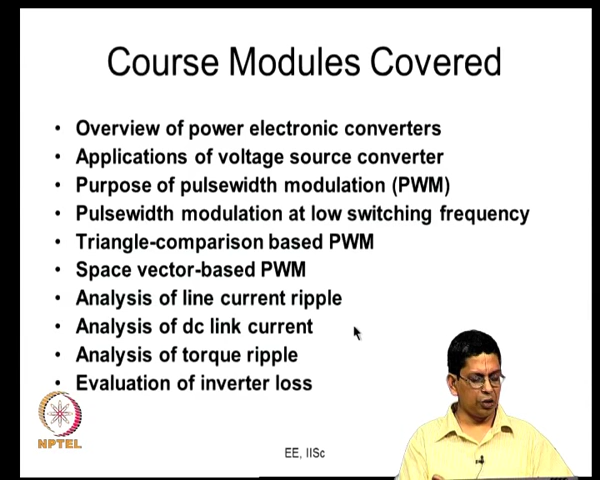 Course Modules Covered
• Overview of power electronic converters
• Applications of voltage source converter
• Purpose of pulsewidth modulation (PWM)
• Pulsewidth modulation at low switching frequency
• Triangle-comparison based PWM
• Space vector-based PWM
• Analysis of line current ripple
• Analysis of dc link current
• Analysis of torque ripple
• Evaluation of inverter loss
NPTEL
EE, IISc